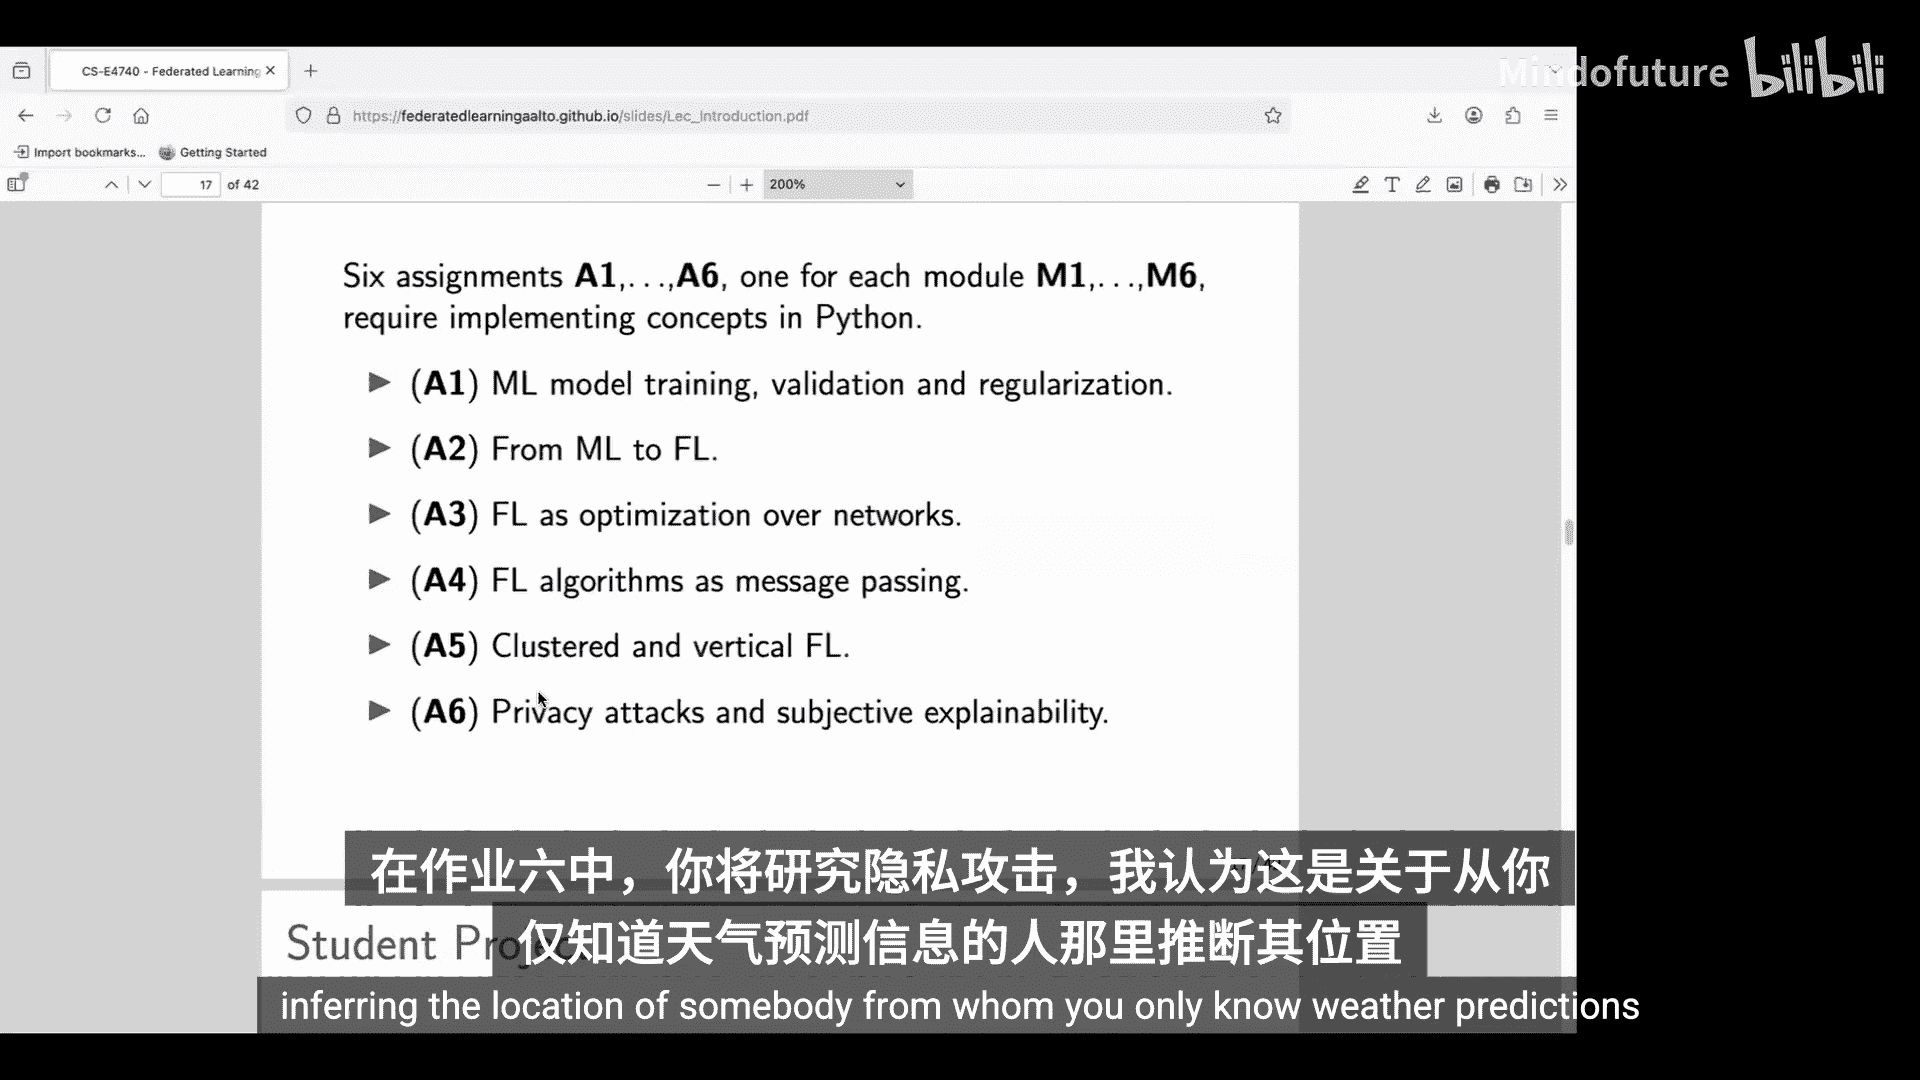 Mindofuture bilibili
CS-E4740 - Federated Learning
https://federatedlearningaalto.github.io/slides/Lec_Introduction.pdf
Import bookmarks... Getting Started
17 of 42 200%
Six assignments A1,...,A6, one for each module M1,...,M6,
require implementing concepts in Python.
(A1) ML model training, validation and regularization.
(A2) From ML to FL.
(A3) FL as optimization over networks.
(A4) FL algorithms as message passing.
(A5) Clustered and vertical FL.
(A6) Privacy attacks and subjective explainability.
在作业六中，你将研究隐私攻击，我认为这是关于从你
Student Project
仅知道天气预测信息的人那里推断其位置
inferring the location of somebody from whom you only know weather predictions